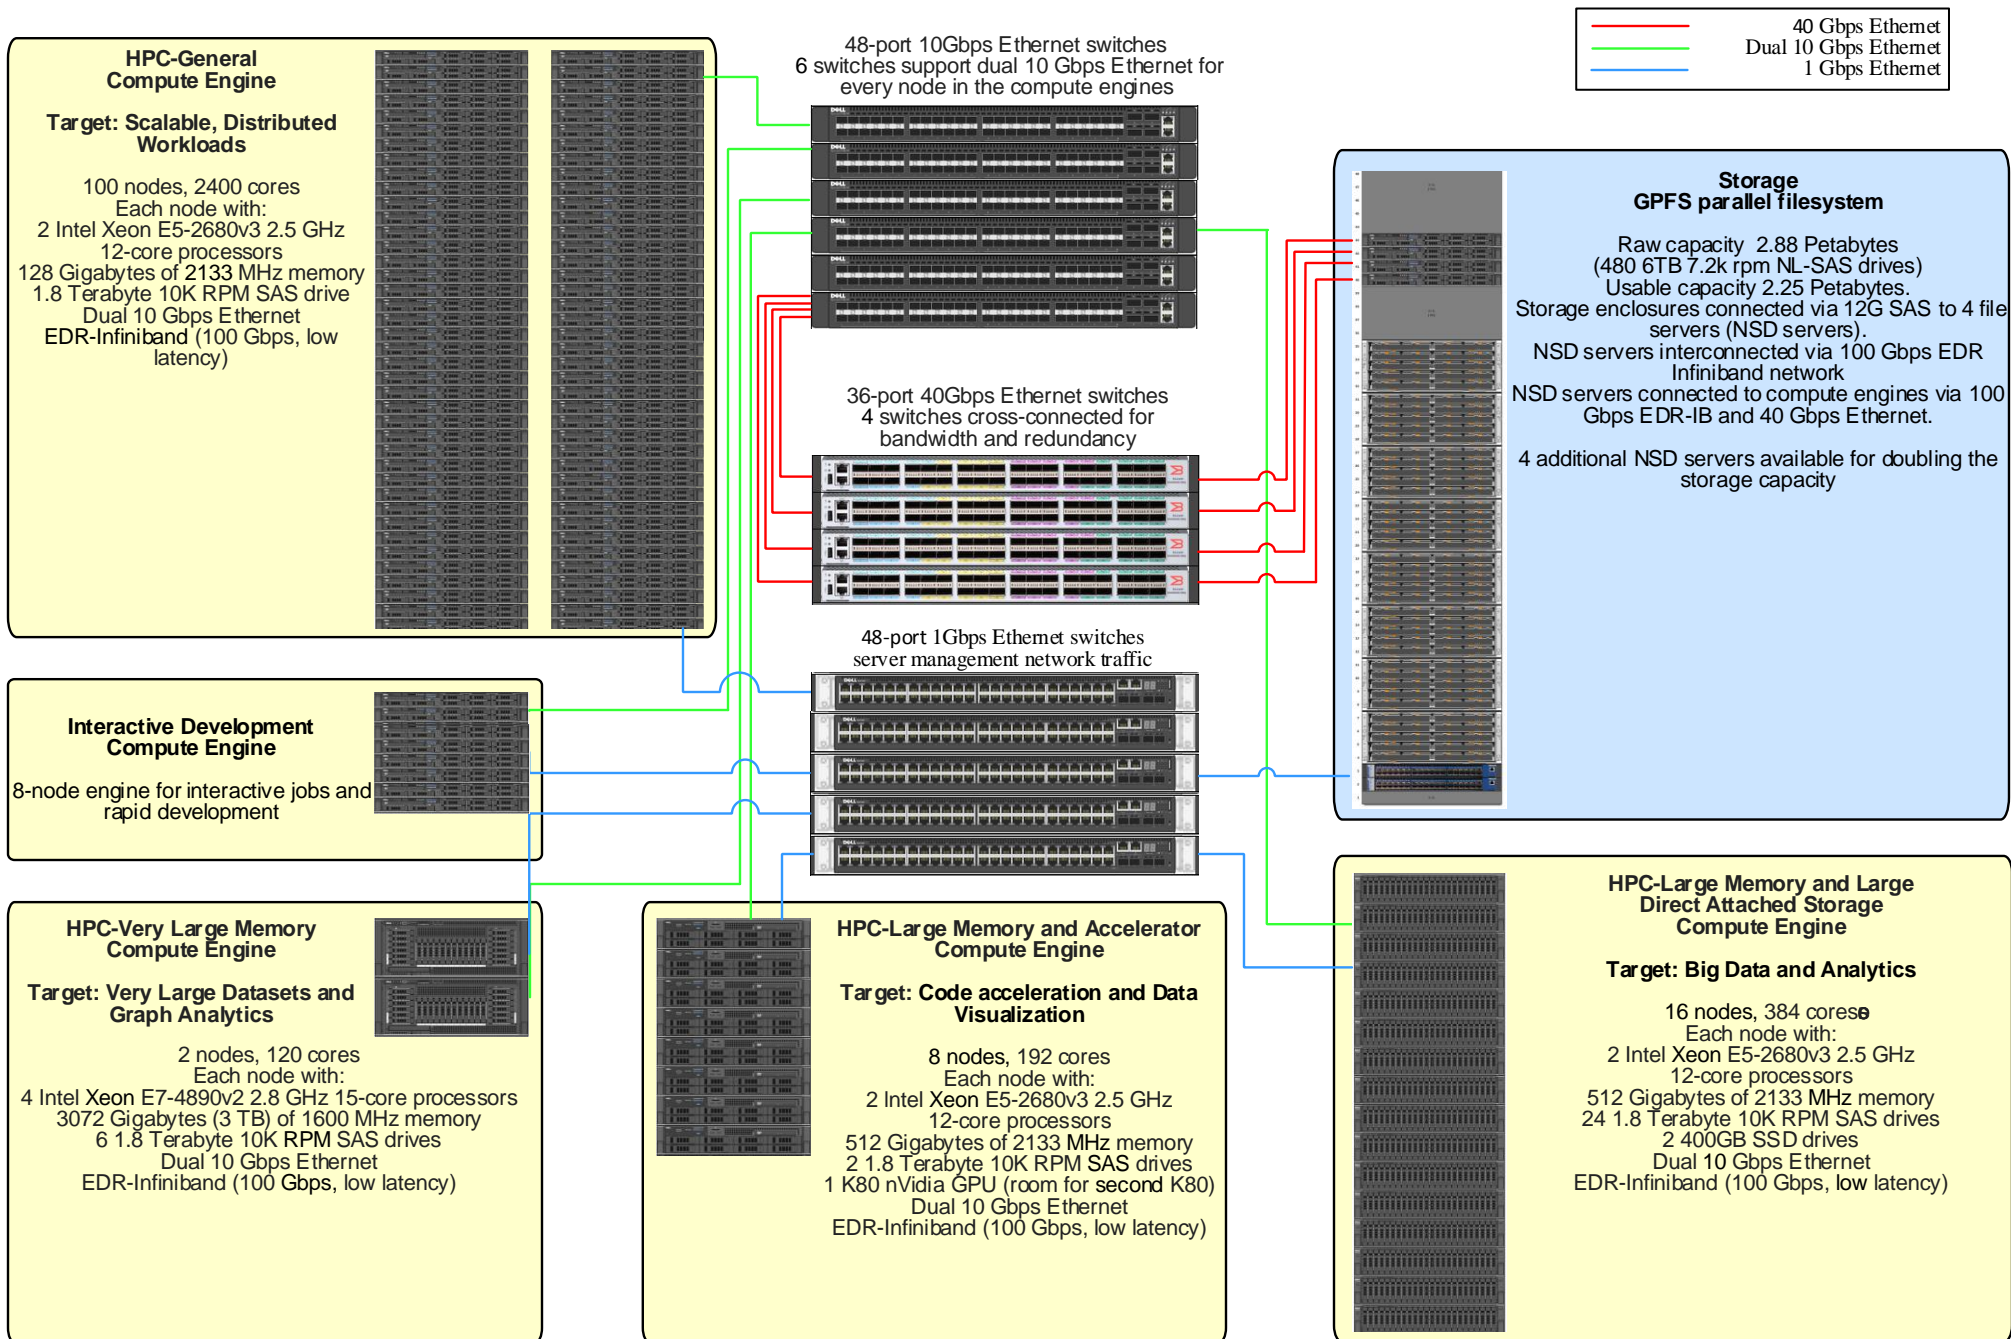 40 Gbps Ethernet
Dual 10 Gbps Ethernet
1 Gbps Ethernet
HPC-General
Compute Engine
Target: Scalable, Distributed
Workloads
100 nodes, 2400 cores
Each node with:
2 Intel Xeon E5-2680v3 2.5 GHz
12-core processors
128 Gigabytes of 2133 MHz memory
1.8 Terabyte 10K RPM SAS drive
Dual 10 Gbps Ethernet
EDR-Infiniband (100 Gbps, low
latency)
48-port 10Gbps Ethernet switches
6 switches support dual 10 Gbps Ethernet for
every node in the compute engines
DELL
DELL
DELL
DELL
DELL
DELL
36-port 40Gbps Ethernet switches
4 switches cross-connected for
bandwidth and redundancy
48-port 1Gbps Ethernet switches
server management network traffic
DELL
DELL
DELL
DELL
DELL
Storage
GPFS parallel filesystem
Raw capacity 2.88 Petabytes
(480 6TB 7.2k rpm NL-SAS drives)
Usable capacity 2.25 Petabytes.
Storage enclosures connected via 12G SAS to 4 file
servers (NSD servers).
NSD servers interconnected via 100 Gbps EDR
Infiniband network
NSD servers connected to compute engines via 100
Gbps EDR-IB and 40 Gbps Ethernet.
4 additional NSD servers available for doubling the
storage capacity
Interactive Development
Compute Engine
8-node engine for interactive jobs and
rapid development
HPC-Very Large Memory
Compute Engine
Target: Very Large Datasets and
Graph Analytics
2 nodes, 120 cores
Each node with:
4 Intel Xeon E7-4890v2 2.8 GHz 15-core processors
3072 Gigabytes (3 TB) of 1600 MHz memory
6 1.8 Terabyte 10K RPM SAS drives
Dual 10 Gbps Ethernet
EDR-Infiniband (100 Gbps, low latency)
HPC-Large Memory and Accelerator
Compute Engine
Target: Code acceleration and Data
Visualization
8 nodes, 192 cores
Each node with:
2 Intel Xeon E5-2680v3 2.5 GHz
12-core processors
512 Gigabytes of 2133 MHz memory
2 1.8 Terabyte 10K RPM SAS drives
1 K80 nVidia GPU (room for second K80)
Dual 10 Gbps Ethernet
EDR-Infiniband (100 Gbps, low latency)
HPC-Large Memory and Large
Direct Attached Storage
Compute Engine
Target: Big Data and Analytics
16 nodes, 384 cores
Each node with:
2 Intel Xeon E5-2680v3 2.5 GHz
12-core processors
512 Gigabytes of 2133 MHz memory
24 1.8 Terabyte 10K RPM SAS drives
2 400GB SSD drives
Dual 10 Gbps Ethernet
EDR-Infiniband (100 Gbps, low latency)